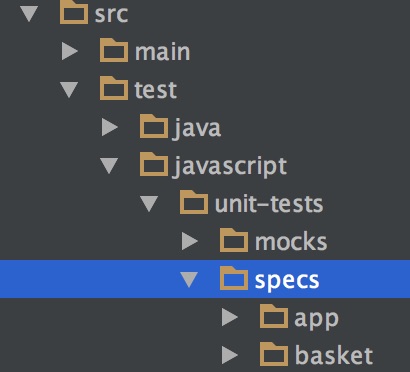 src
main
test
java
javascript
unit-tests
mocks
specs
app
basket